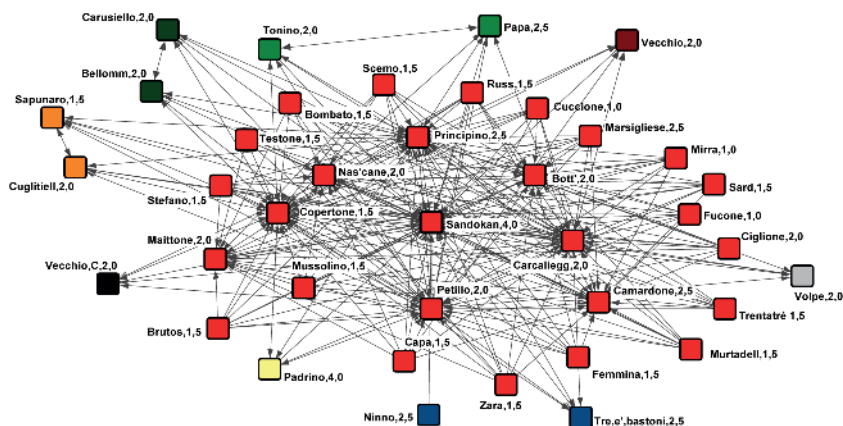 Carusiello,2,0
Tonino,2,0
Papa,2,5
Vecchio,2,0
Bellomm,2,0
Scemo,1,5
Russ,1,5
Sapunaro,1,5
Bombato,1,5
Cuccione,1,0
Marsigliese,2,5
Testone,1,5
Principino,2,5
Mirra,1,0
Cuglitiell,2,0
Nas'cane,2,0
Bott',2,0
Sard,1,5
Stefano,1,5
Copertone,1,5
Sandokan,4,0
Fucone,1,0
Maittone,2,0
Ciglione,2,0
Carcaliegg,2,0
Vecchio,C,2,0
Mussolino,1,5
Petillo,2,0
Camardone,2,5
Volpe,2,0
Trentatré 1,5
Brutos,1,5
Capa,1,5
Murtadell,1,5
Padrino,4,0
Femmina,1,5
Zara,1,5
Ninno,2,5
Tre,e',bastoni,2,5